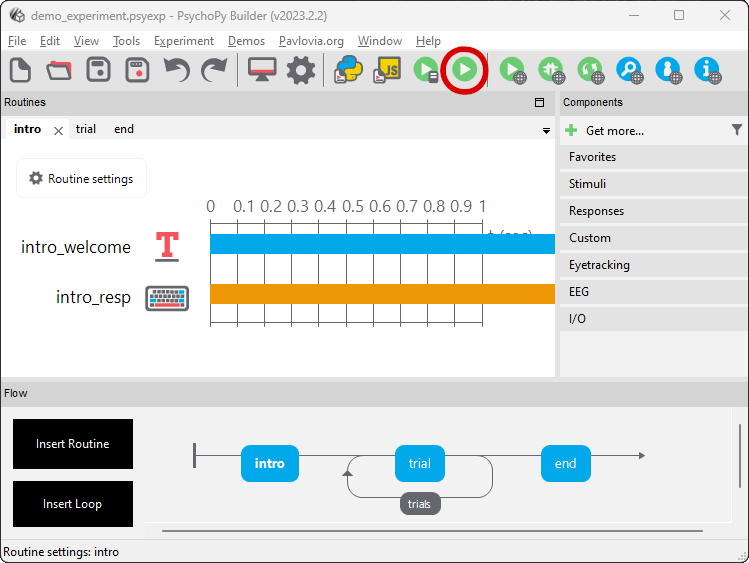 demo_experiment.psyexp - PsychoPy Builder (v2023.2.2)
File Edit View Tools Experiment Demos Pavlovia.org Window Help
JS
Routines
Components
intro trial end
Get more...
Routine settings
Favorites
Stimuli
Responses
Custom
Eyetracking
EEG
I/O
0 0.1 0.2 0.3 0.4 0.5 0.6 0.7 0.8 0.9 1
t (sec)
intro_welcome
T
intro_resp
Flow
Insert Routine
Insert Loop
intro
trial
end
trials
Routine settings: intro